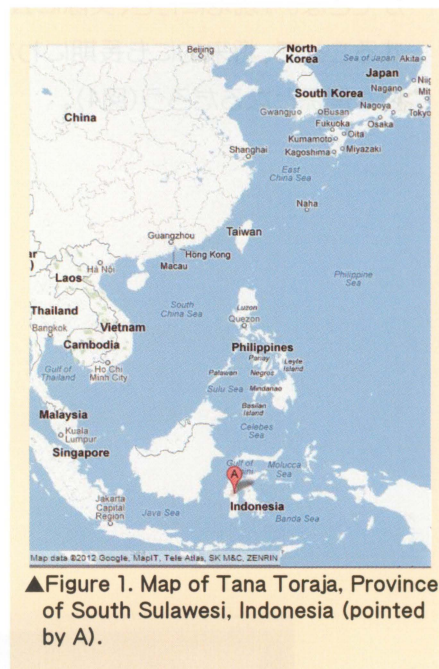 Beijing
North
Korea
Sea of Japan Akita
Japan
South Korea
Nagano
Gwangju Busan
Nagoya
Fukuoka
Osaka
Tokyo
Oita
Kumamoto
Kagoshima Miyazaki
China
Shanghai
East
China Sea
Naha
Guangzhou
Taiwan
Hong Kong
Macau
Hà Nội
Laos
Philippine
Sea
Thailand
South
China Sea
Luzon
Quezon
Bangkok
Vietnam
Cambodia
Philippines
Gulf of
Thailand
Ho Chi
Minh City
Panay
Leyte
Island
Palawan
Negros
Sulu Sea
Mindanao
Basilan
Island
Malaysia
Celebes
Sea
Kuala
Lumpur
Singapore
Gulf of
Molucca
Sea
A
Jakarta
Capital
Region
Java Sea
Indonesia
Banda Sea
Map data ©2012 Google, MapIT, Tele Atlas, SK M&C, ZENRIN
▲Figure 1. Map of Tana Toraja, Province
of South Sulawesi, Indonesia (pointed
by A).